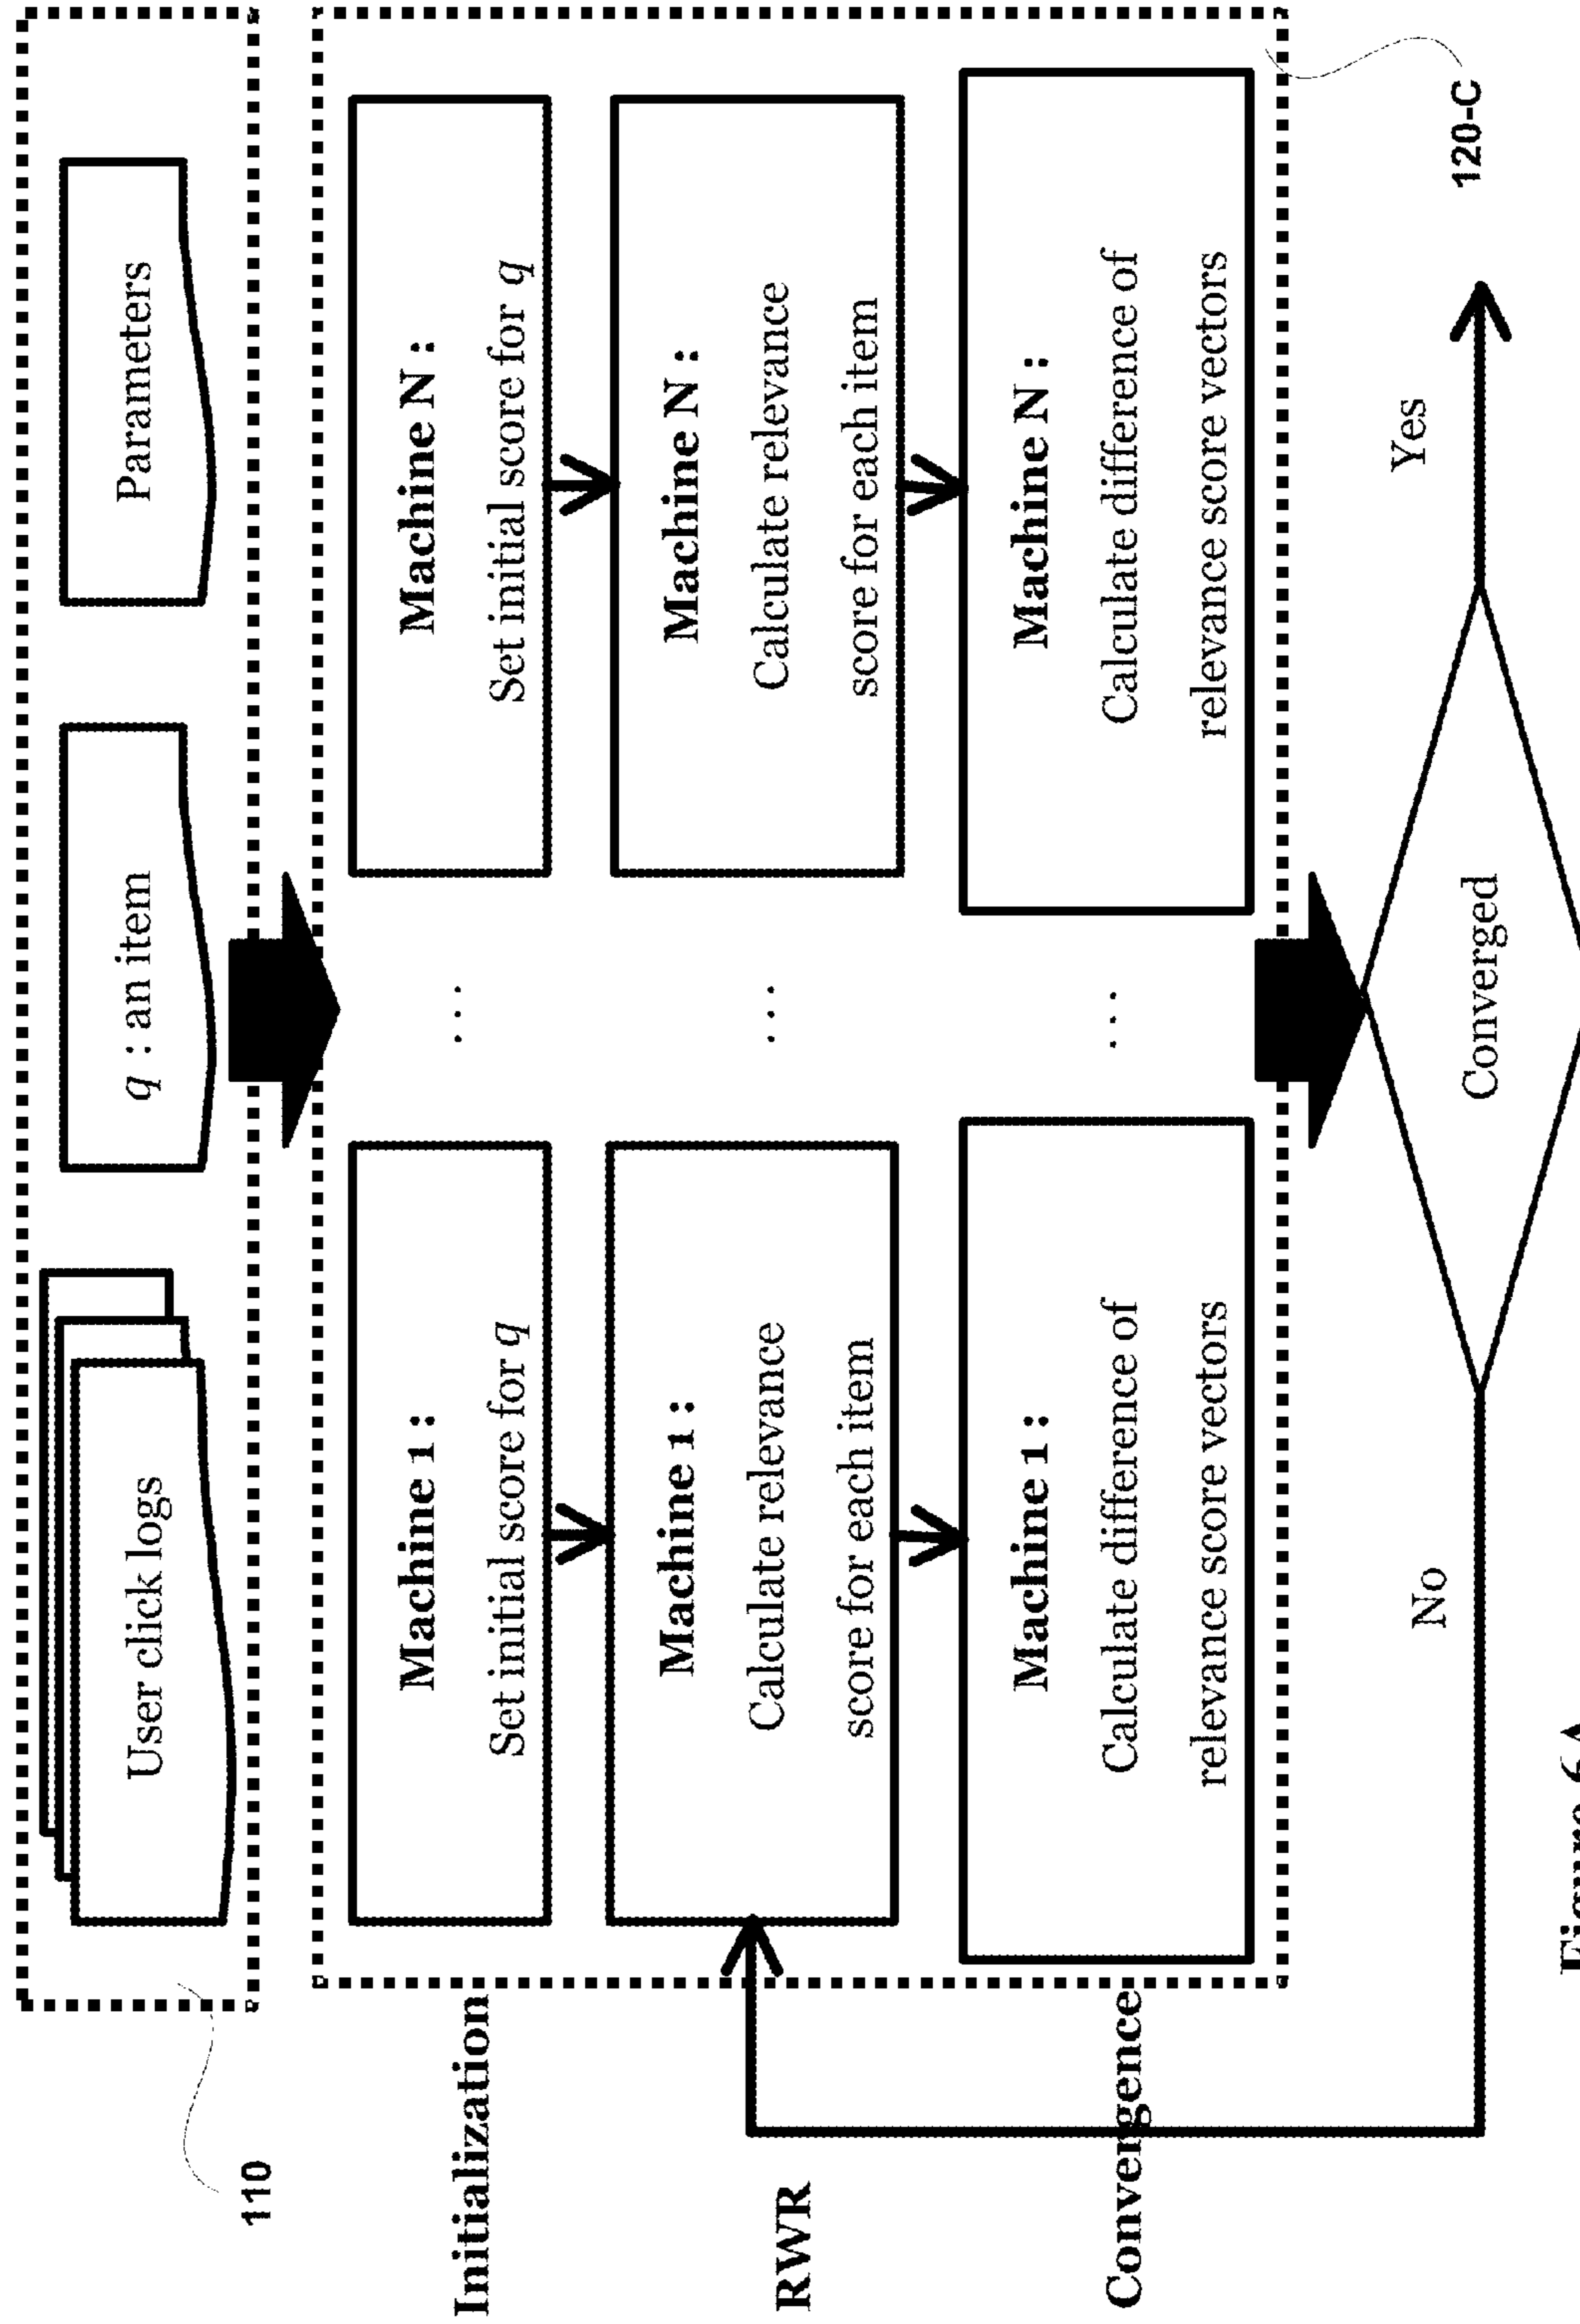 110
User click logs
q : an item
Parameters
Initialization
Machine 1 :
Set initial score for q
...
Machine N :
Set initial score for q
RWR
Machine 1 :
Calculate relevance
score for each item
...
Machine N :
Calculate relevance
score for each item
Convergence
Machine 1 :
Calculate difference of
relevance score vectors
...
Machine N :
Calculate difference of
relevance score vectors
120-C
No
Converged
Yes
Figure 6A